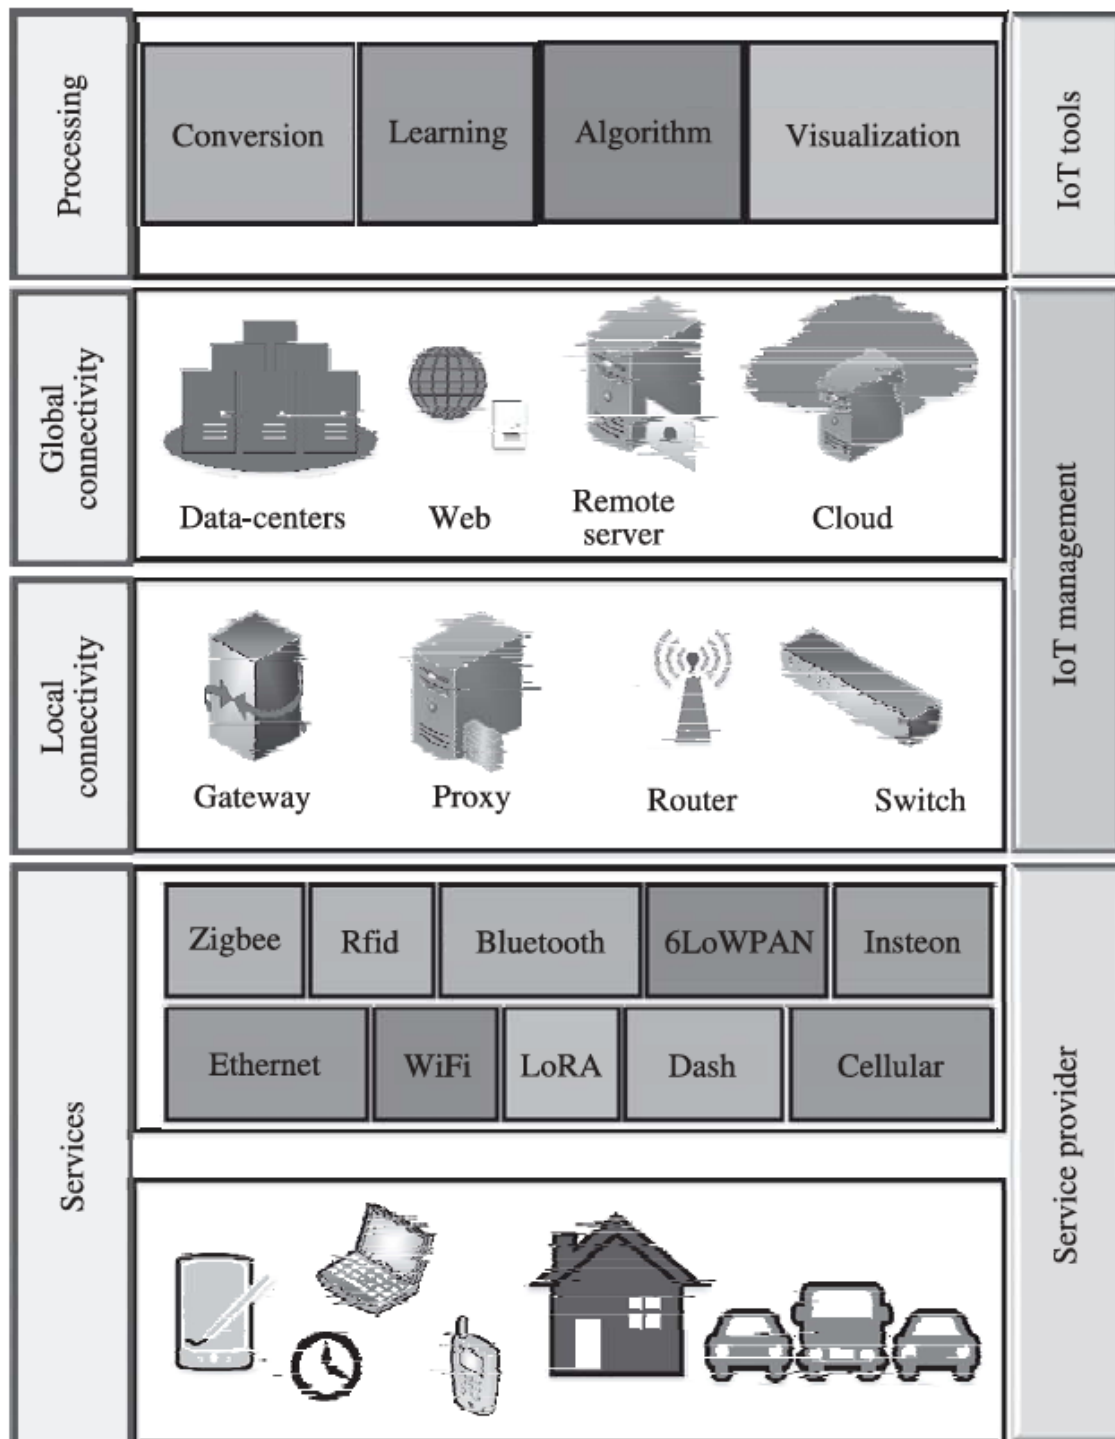 Processing
Conversion
Learning
Algorithm
Visualization
IoT tools
Global
connectivity
Data-centers
Web
Remote
server
Cloud
IoT management
Local
connectivity
Gateway
Proxy
Router
Switch
Services
Zigbee
Rfid
Bluetooth
6LoWPAN
Insteon
Ethernet
WiFi
LoRA
Dash
Cellular
Service provider